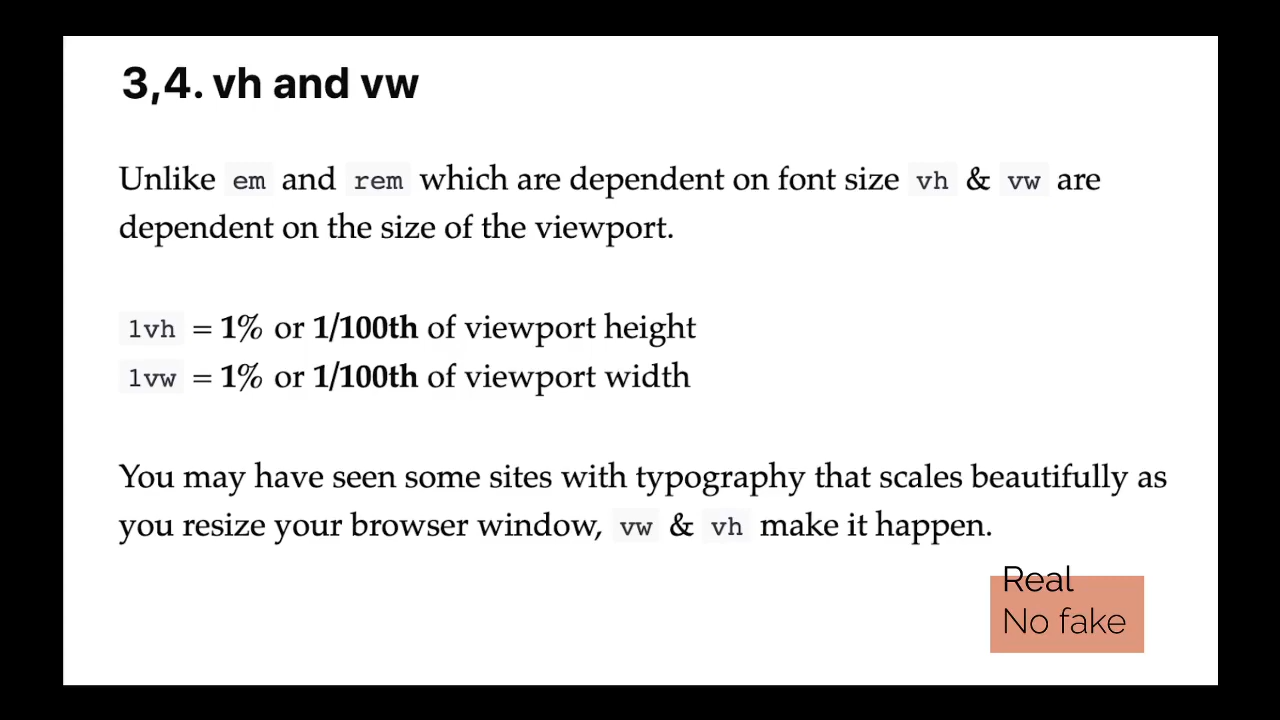 3,4. vh and vw
Unlike em and rem which are dependent on font size vh & vw are
dependent on the size of the viewport.
1vh = 1% or 1/100th of viewport height
1vw = 1% or 1/100th of viewport width
You may have seen some sites with typography that scales beautifully as
you resize your browser window, vw & vh make it happen.
Real
No fake